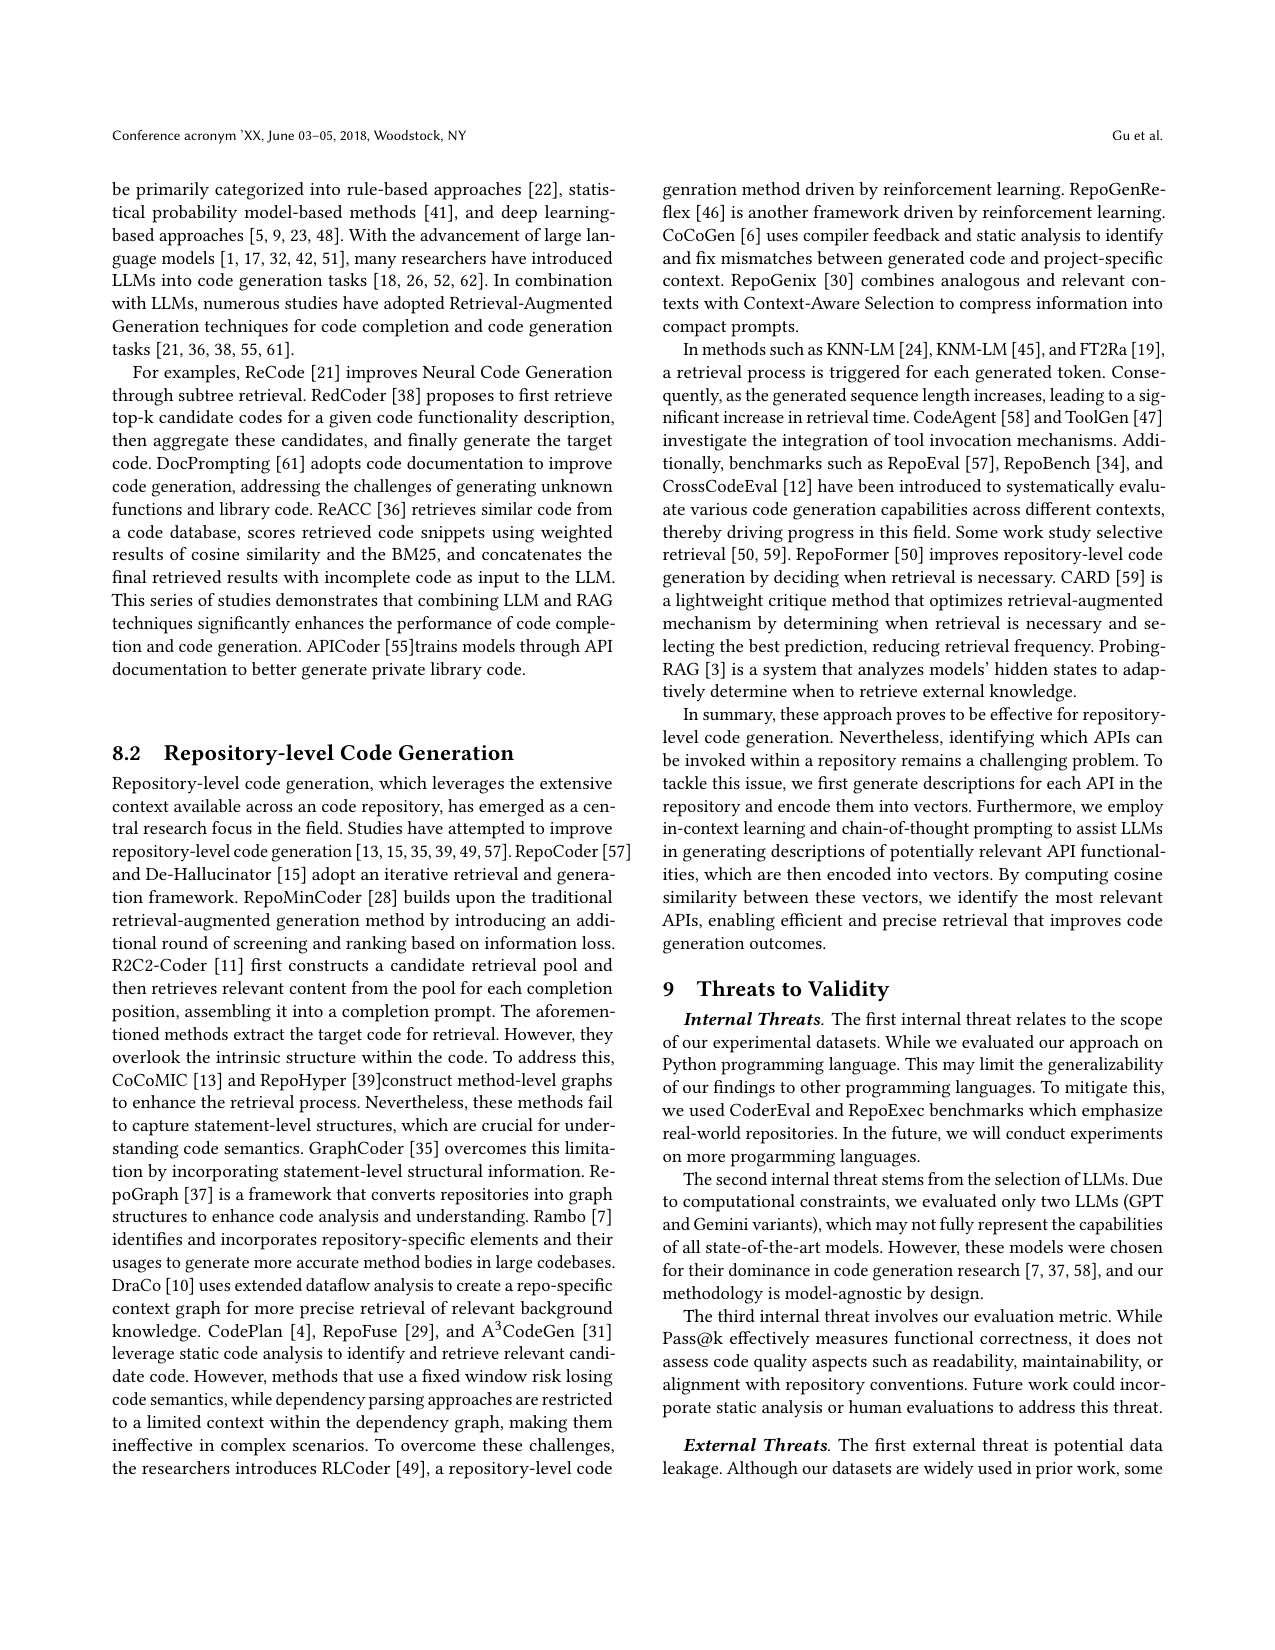 Conference acronym ’XX, June 03–05, 2018, Woodstock, NY
Gu et al.
be primarily categorized into rule-based approaches [22], statis-
tical probability model-based methods [41], and deep learning-
based approaches [5, 9, 23, 48]. With the advancement of large lan-
guage models [1, 17, 32, 42, 51], many researchers have introduced
LLMs into code generation tasks [18, 26, 52, 62]. In combination
with LLMs, numerous studies have adopted Retrieval-Augmented
Generation techniques for code completion and code generation
tasks [21, 36, 38, 55, 61].
For examples, ReCode [21] improves Neural Code Generation
through subtree retrieval. RedCoder [38] proposes to first retrieve
top-k candidate codes for a given code functionality description,
then aggregate these candidates, and finally generate the target
code. DocPrompting [61] adopts code documentation to improve
code generation, addressing the challenges of generating unknown
functions and library code. ReACC [36] retrieves similar code from
a code database, scores retrieved code snippets using weighted
results of cosine similarity and the BM25, and concatenates the
final retrieved results with incomplete code as input to the LLM.
This series of studies demonstrates that combining LLM and RAG
techniques significantly enhances the performance of code comple-
tion and code generation. APICoder [55]trains models through API
documentation to better generate private library code.
8.2 Repository-level Code Generation
Repository-level code generation, which leverages the extensive
context available across an code repository, has emerged as a cen-
tral research focus in the field. Studies have attempted to improve
repository-level code generation [13, 15, 35, 39, 49, 57]. RepoCoder [57]
and De-Hallucinator [15] adopt an iterative retrieval and genera-
tion framework. RepoMinCoder [28] builds upon the traditional
retrieval-augmented generation method by introducing an addi-
tional round of screening and ranking based on information loss.
R2C2-Coder [11] first constructs a candidate retrieval pool and
then retrieves relevant content from the pool for each completion
position, assembling it into a completion prompt. The aforemen-
tioned methods extract the target code for retrieval. However, they
overlook the intrinsic structure within the code. To address this,
CoCoMIC [13] and RepoHyper [39]construct method-level graphs
to enhance the retrieval process. Nevertheless, these methods fail
to capture statement-level structures, which are crucial for under-
standing code semantics. GraphCoder [35] overcomes this limita-
tion by incorporating statement-level structural information. Re-
poGraph [37] is a framework that converts repositories into graph
structures to enhance code analysis and understanding. Rambo [7]
identifies and incorporates repository-specific elements and their
usages to generate more accurate method bodies in large codebases.
DraCo [10] uses extended dataflow analysis to create a repo-specific
context graph for more precise retrieval of relevant background
knowledge. CodePlan [4], RepoFuse [29], and A³CodeGen [31]
leverage static code analysis to identify and retrieve relevant candi-
date code. However, methods that use a fixed window risk losing
code semantics, while dependency parsing approaches are restricted
to a limited context within the dependency graph, making them
ineffective in complex scenarios. To overcome these challenges,
the researchers introduces RLCoder [49], a repository-level code
genration method driven by reinforcement learning. RepoGenRe-
flex [46] is another framework driven by reinforcement learning.
CoCoGen [6] uses compiler feedback and static analysis to identify
and fix mismatches between generated code and project-specific
context. RepoGenix [30] combines analogous and relevant con-
texts with Context-Aware Selection to compress information into
compact prompts.
In methods such as KNN-LM [24], KNM-LM [45], and FT2Ra [19],
a retrieval process is triggered for each generated token. Conse-
quently, as the generated sequence length increases, leading to a sig-
nificant increase in retrieval time. CodeAgent [58] and ToolGen [47]
investigate the integration of tool invocation mechanisms. Addi-
tionally, benchmarks such as RepoEval [57], RepoBench [34], and
CrossCodeEval [12] have been introduced to systematically evalu-
ate various code generation capabilities across different contexts,
thereby driving progress in this field. Some work study selective
retrieval [50, 59]. RepoFormer [50] improves repository-level code
generation by deciding when retrieval is necessary. CARD [59] is
a lightweight critique method that optimizes retrieval-augmented
mechanism by determining when retrieval is necessary and se-
lecting the best prediction, reducing retrieval frequency. Probing-
RAG [3] is a system that analyzes models’ hidden states to adap-
tively determine when to retrieve external knowledge.
In summary, these approach proves to be effective for repository-
level code generation. Nevertheless, identifying which APIs can
be invoked within a repository remains a challenging problem. To
tackle this issue, we first generate descriptions for each API in the
repository and encode them into vectors. Furthermore, we employ
in-context learning and chain-of-thought prompting to assist LLMs
in generating descriptions of potentially relevant API functional-
ities, which are then encoded into vectors. By computing cosine
similarity between these vectors, we identify the most relevant
APIs, enabling efficient and precise retrieval that improves code
generation outcomes.
9 Threats to Validity
Internal Threats. The first internal threat relates to the scope
of our experimental datasets. While we evaluated our approach on
Python programming language. This may limit the generalizability
of our findings to other programming languages. To mitigate this,
we used CoderEval and RepoExec benchmarks which emphasize
real-world repositories. In the future, we will conduct experiments
on more progarmming languages.
The second internal threat stems from the selection of LLMs. Due
to computational constraints, we evaluated only two LLMs (GPT
and Gemini variants), which may not fully represent the capabilities
of all state-of-the-art models. However, these models were chosen
for their dominance in code generation research [7, 37, 58], and our
methodology is model-agnostic by design.
The third internal threat involves our evaluation metric. While
Pass@k effectively measures functional correctness, it does not
assess code quality aspects such as readability, maintainability, or
alignment with repository conventions. Future work could incor-
porate static analysis or human evaluations to address this threat.
External Threats. The first external threat is potential data
leakage. Although our datasets are widely used in prior work, some